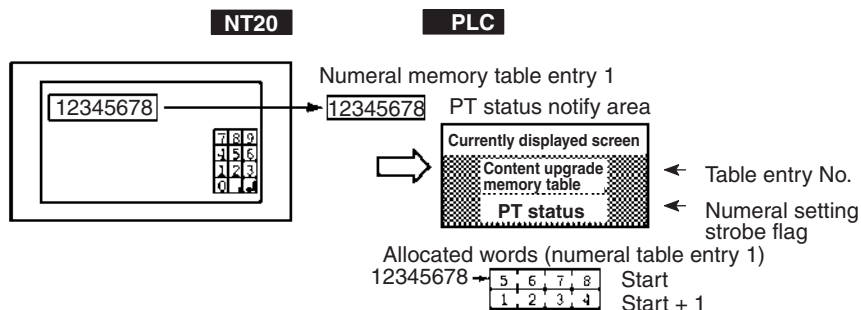 NT20 PLC
Numeral memory table entry 1
12345678 12345678 PT status notify area
Currently displayed screen
7 8 9
4 5 6
1 2 3
0 .
Content upgrade
memory table
Table entry No.
PT status
Numeral setting
strobe flag
Allocated words (numeral table entry 1)
12345678 5 6 7 8 Start
1 2 3 4 Start + 1